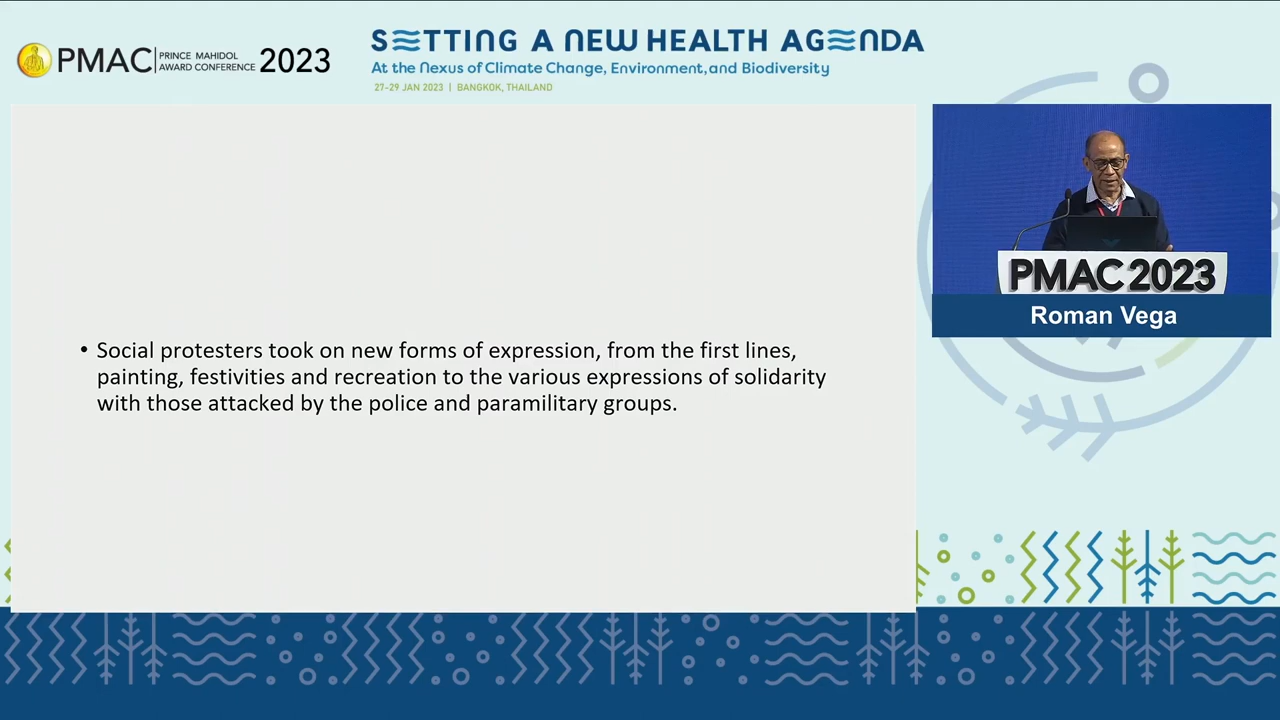 PMAC
PRINCE MAHIDOL
AWARD CONFERENCE
2023
SETTING A NEW HEALTH AGENDA
At the Nexus of Climate Change, Environment, and Biodiversity
27-29 JAN 2023 | BANGKOK, THAILAND
• Social protesters took on new forms of expression, from the first lines,
painting, festivities and recreation to the various expressions of solidarity
with those attacked by the police and paramilitary groups.
PMAC 2023
Roman Vega